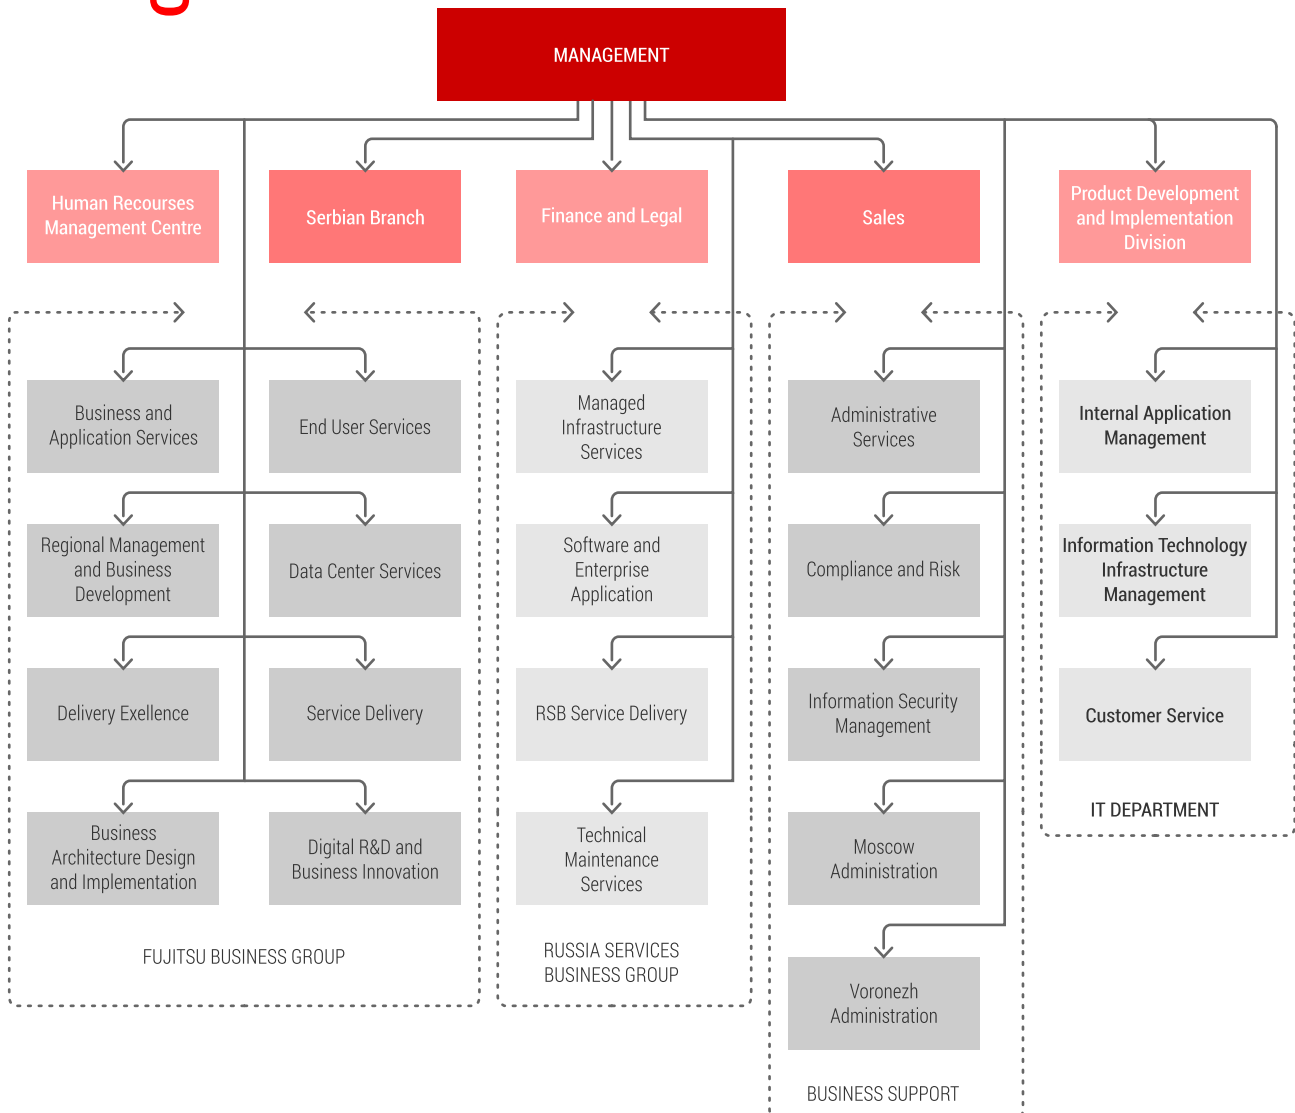 MANAGEMENT
Human Recourses
Management Centre
Serbian Branch
Finance and Legal
Sales
Product Development
and Implementation
Division
Business and
Application Services
End User Services
Regional Management
and Business
Development
Data Center Services
Delivery Exellence
Service Delivery
Business
Architecture Design
and Implementation
Digital R&D and
Business Innovation
FUJITSU BUSINESS GROUP
Managed
Infrastructure
Services
Software and
Enterprise
Application
RSB Service Delivery
Technical
Maintenance
Services
RUSSIA SERVICES
BUSINESS GROUP
Administrative
Services
Compliance and Risk
Information Security
Management
Moscow
Administration
Voronezh
Administration
BUSINESS SUPPORT
Internal Application
Management
Information Technology
Infrastructure
Management
Customer Service
IT DEPARTMENT